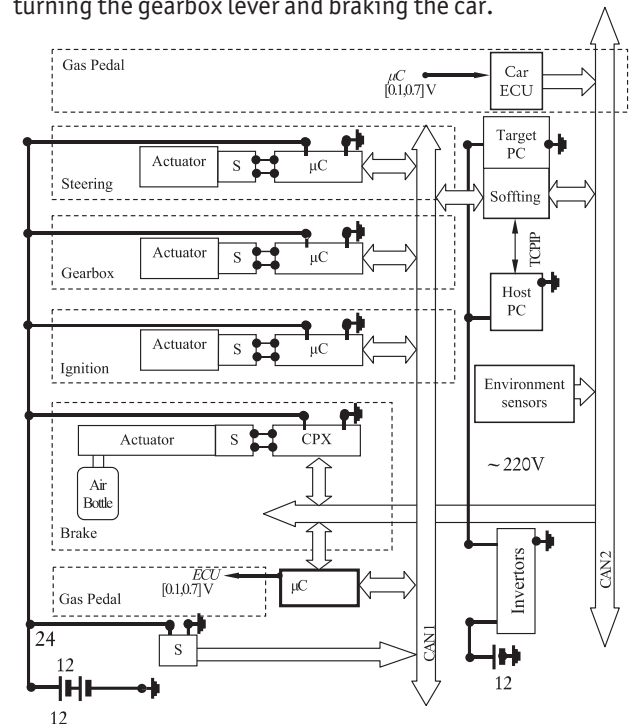 turning the gearbox lever and braking the car.
Gas Pedal
µC
[0.1,0.7] V
Car
ECU
Steering
Actuator
S
µC
Target
PC
Soffting
TCPIP
Host
PC
Gearbox
Actuator
S
µC
Ignition
Actuator
S
µC
Environment
sensors
Brake
Actuator
S
CPX
Air
Bottle
~220V
CAN2
Gas Pedal
ECU
[0.1,0.7] V
µC
Invertors
CAN1
24
S
12
12
12